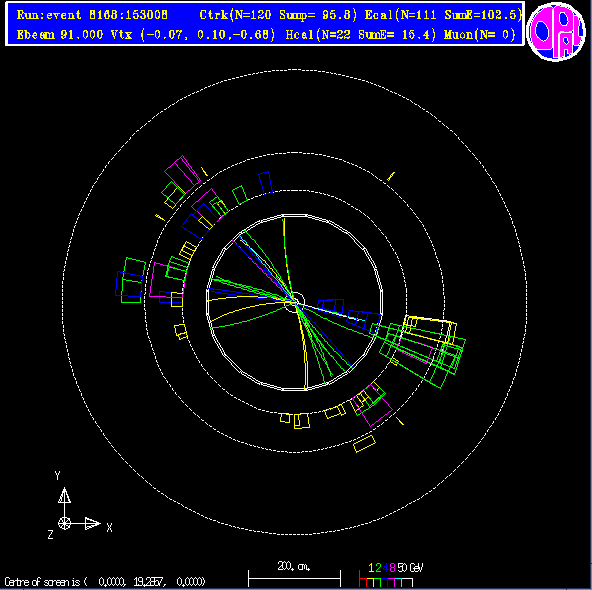 Run:event 8168:153008 Ctrk(N=120 Sump= 95.8) Ecal(N=111 SumE=102.5)
Ebeam 91.000 Vtx (-0.07, 0.10,-0.68) Hcal(N=22 SumE= 15.4) Muon(N= 0)
OPAL
Y
X
Z
200. cm.
1 2 4 8 50 GeV
Centre of screen is ( 0.0000, 19.2857, 0.0000)